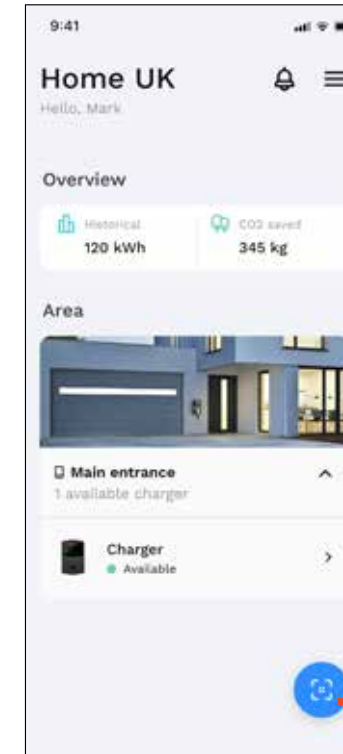 9:41
Home UK
Hello, Mark
Overview
Historical
120 kWh
CO2 saved
345 kg
Area
Main entrance
1 available charger
Charger
Available